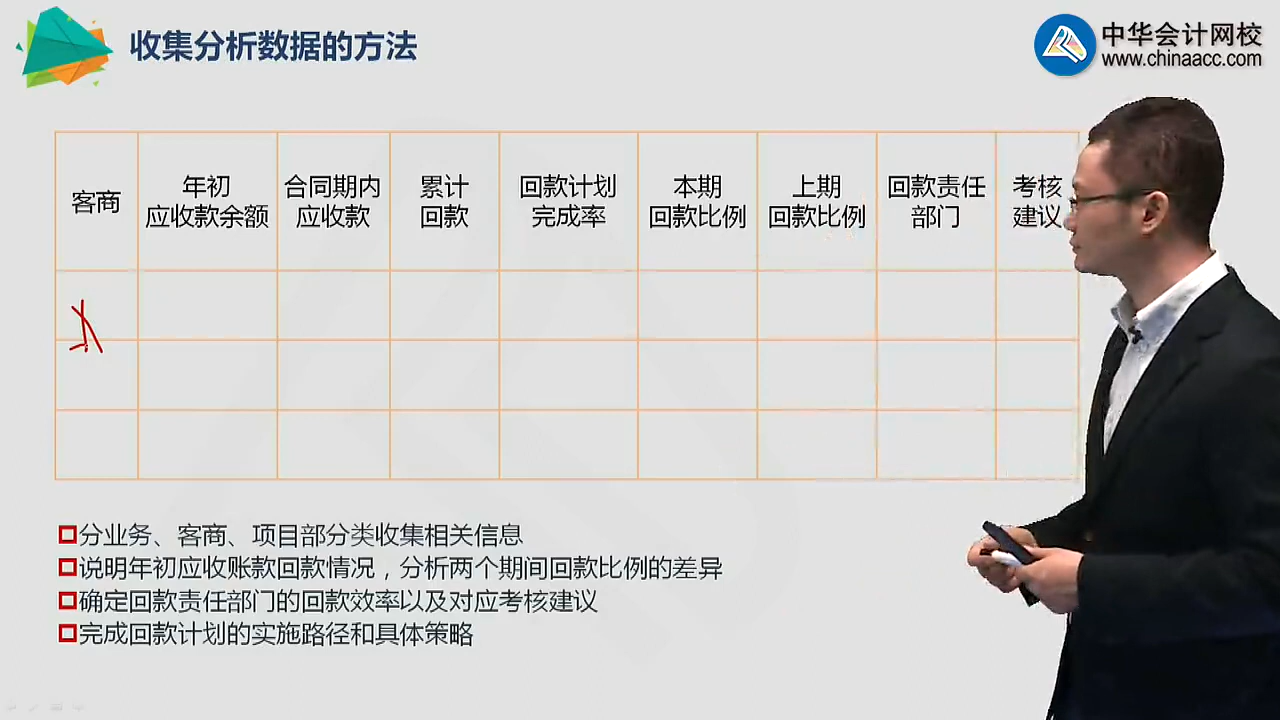 收集分析数据的方法
中华会计网校
www.chinaacc.com
客商
年初
应收款余额
合同期内
应收款
累计
回款
回款计划
完成率
本期
回款比例
上期
回款比例
回款责任
部门
考核
建议
分业务、客商、项目部分类收集相关信息
说明年初应收账款回款情况，分析两个期间回款比例的差异
确定回款责任部门的回款效率以及对应考核建议
完成回款计划的实施路径和具体策略